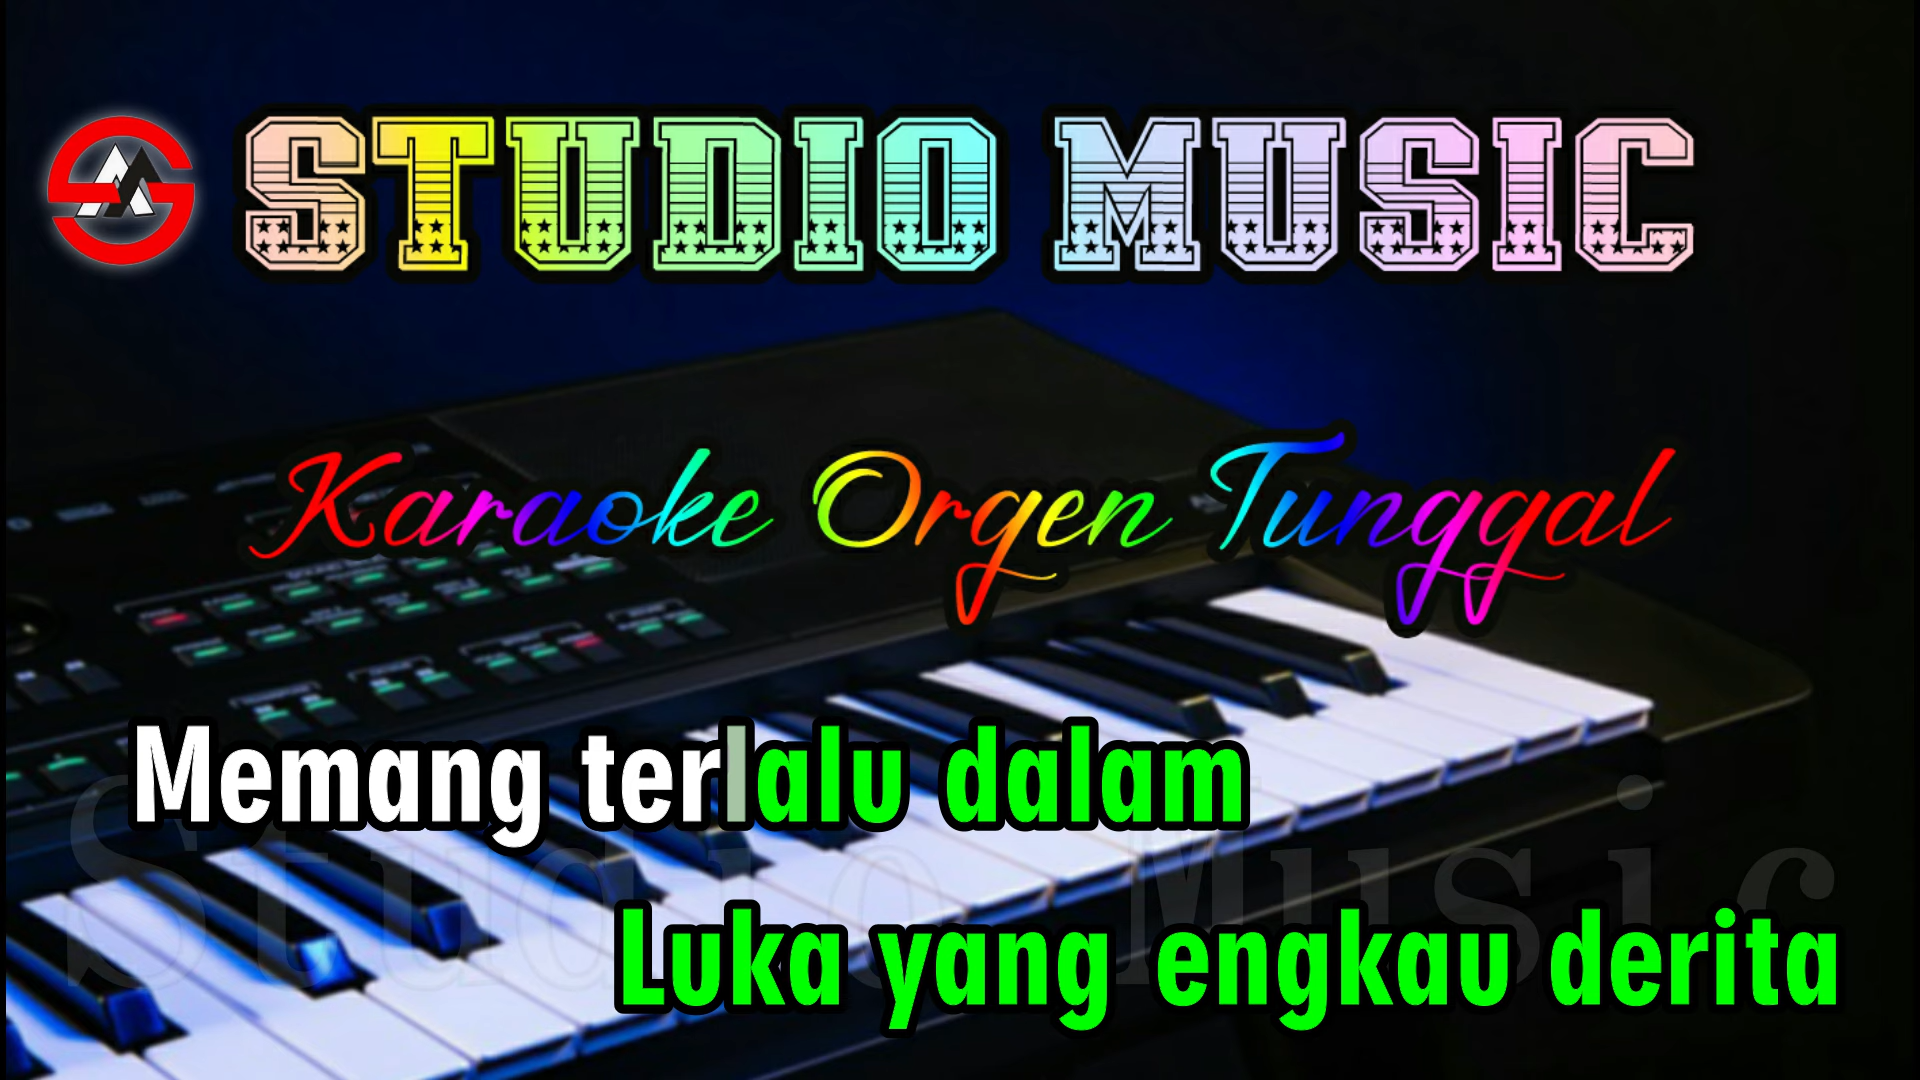 STUDIO MUSIC
Karaoke Orgen Tunggal
Memang terlalu dalam
Luka yang engkau derita
Studio Music